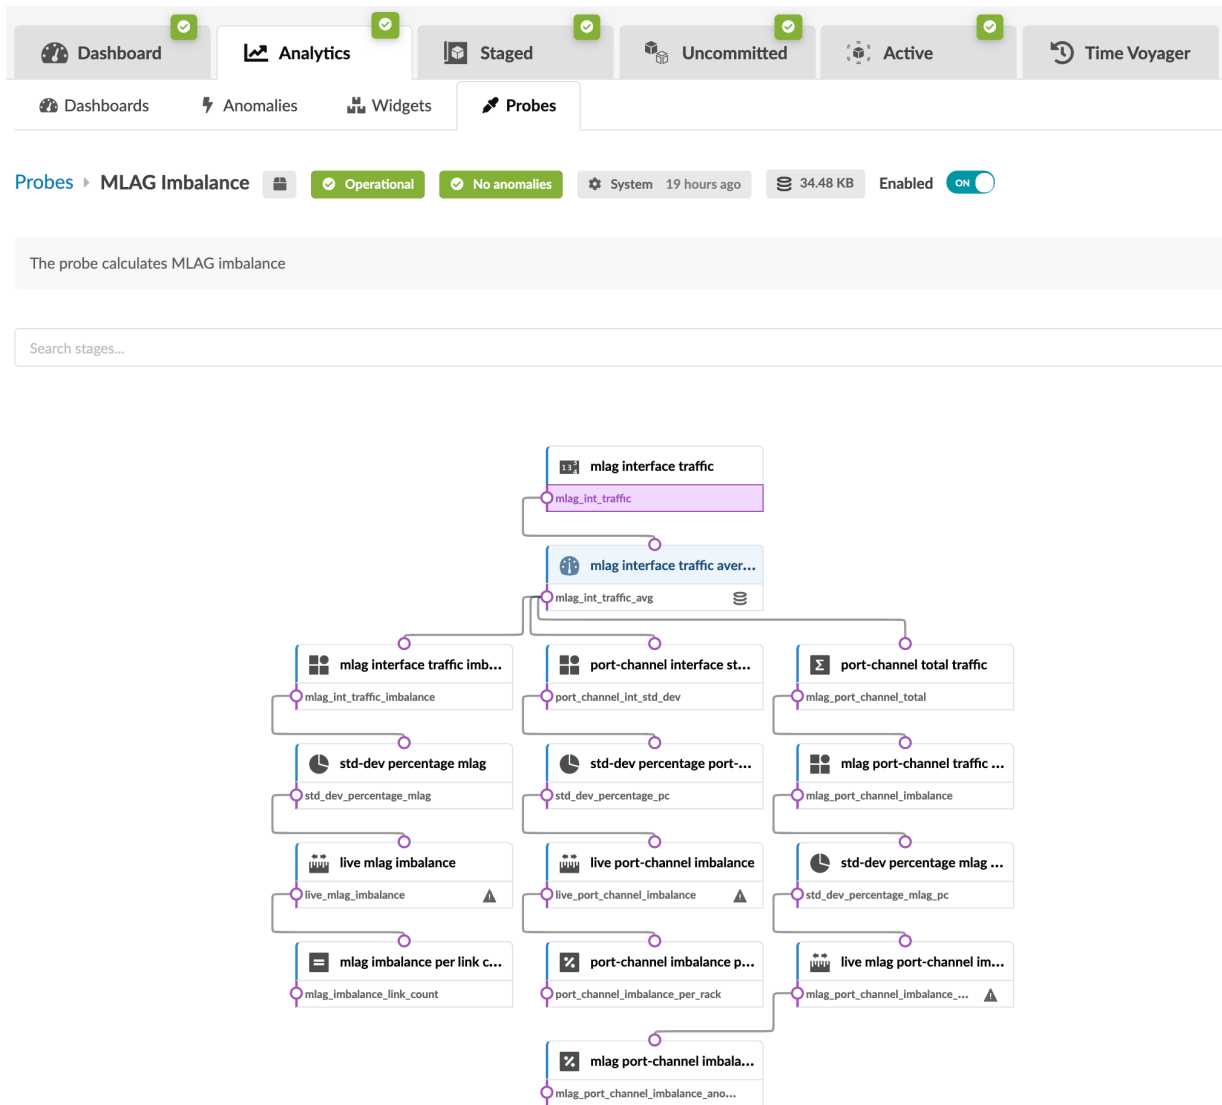 Dashboard Analytics Staged Uncommitted Active Time Voyager
Dashboards Anomalies Widgets Probes
Probes MLAG Imbalance Operational No anomalies System 19 hours ago 34.48 KB Enabled ON
The probe calculates MLAG imbalance
Search stages...
mlag interface traffic
mlag_int_traffic
mlag interface traffic aver...
mlag_int_traffic_avg
mlag interface traffic imb... port-channel interface st... port-channel total traffic
mlag_int_traffic_imbalance port_channel_int_std_dev mlag_port_channel_total
std-dev percentage mlag std-dev percentage port-... mlag port-channel traffic ...
std_dev_percentage_mlag std_dev_percentage_pc mlag_port_channel_imbalance
live mlag imbalance live port-channel imbalance std-dev percentage mlag ...
live_mlag_imbalance live_port_channel_imbalance std_dev_percentage_mlag_pc
mlag imbalance per link c... port-channel imbalance p... live mlag port-channel im...
mlag_imbalance_link_count port_channel_imbalance_per_rack mlag_port_channel_imbalance_...
mlag port-channel imbala...
mlag_port_channel_imbalance_ano...